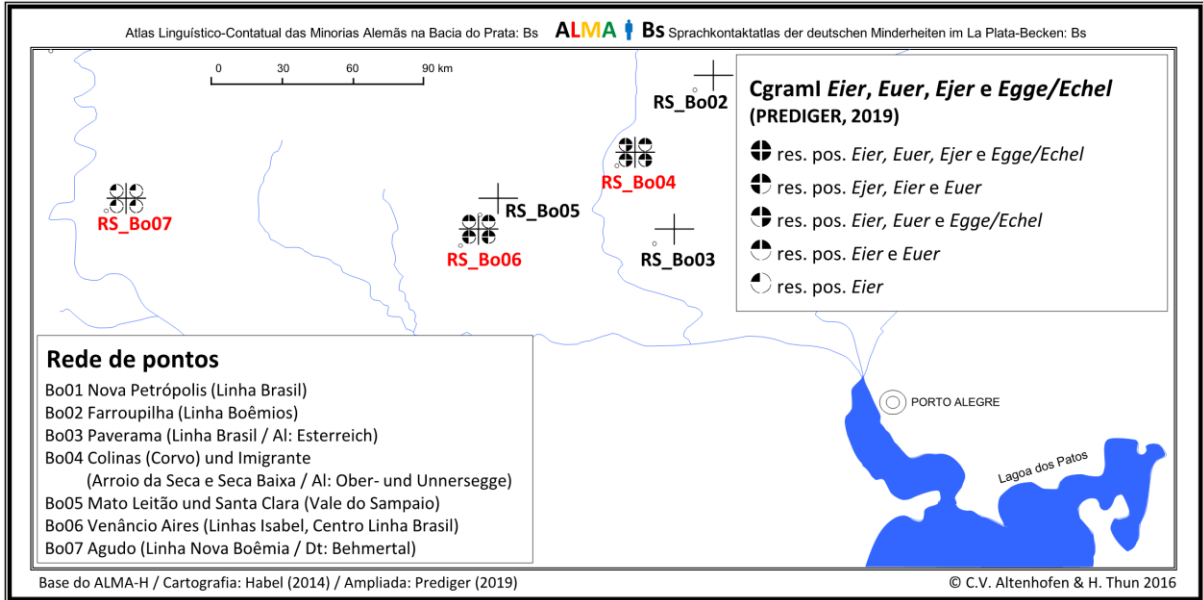 Atlas Linguístico-Contatual das Minorias Alemãs na Bacia do Prata: Bs ALMA Bs Sprachkontaktatlas der deutschen Minderheiten im La Plata-Becken: Bs
0 30 60 90 km
RS_Bo02
RS_Bo04
RS_Bo07
RS_Bo05
RS_Bo06
RS_Bo03
Cgraml Eier, Euer, Ejer e Egge/Echel
(PREDIGER, 2019)
res. pos. Eier, Euer, Ejer e Egge/Echel
res. pos. Ejer, Eier e Euer
res. pos. Eier, Euer e Egge/Echel
res. pos. Eier e Euer
res. pos. Eier
Rede de pontos
Bo01 Nova Petrópolis (Linha Brasil)
Bo02 Farroupilha (Linha Boêmios)
Bo03 Paverama (Linha Brasil / Al: Esterreich)
Bo04 Colinas (Corvo) und Imigrante
(Arroio da Seca e Seca Baixa / Al: Ober- und Unnersegge)
Bo05 Mato Leitão und Santa Clara (Vale do Sampaio)
Bo06 Venâncio Aires (Linhas Isabel, Centro Linha Brasil)
Bo07 Agudo (Linha Nova Boêmia / Dt: Behmertal)
PORTO ALEGRE
Lagoa dos Patos
Base do ALMA-H / Cartografia: Habel (2014) / Ampliada: Prediger (2019)
© C.V. Altenhofen & H. Thun 2016